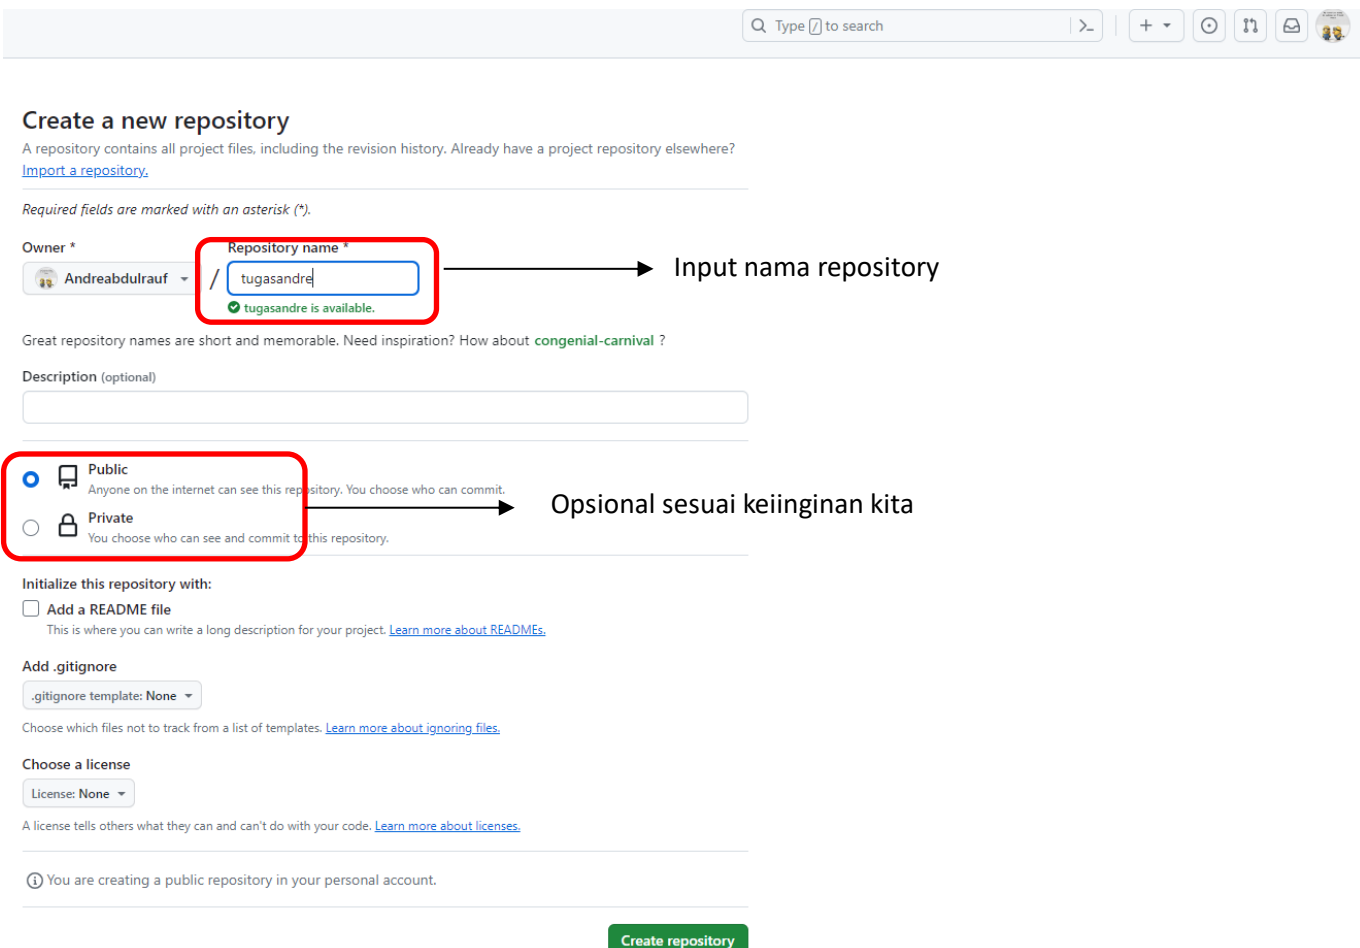 Type / to search
Create a new repository
A repository contains all project files, including the revision history. Already have a project repository elsewhere?
Import a repository.
Required fields are marked with an asterisk (*).
Owner *
Repository name *
Andreabdulrauf
/
tugasandre
Input nama repository
tugasandre is available.
Great repository names are short and memorable. Need inspiration? How about congenial-carnival ?
Description (optional)
Public
Anyone on the internet can see this repository. You choose who can commit.
Opsional sesuai keiinginan kita
Private
You choose who can see and commit to this repository.
Initialize this repository with:
Add a README file
This is where you can write a long description for your project. Learn more about READMEs.
Add .gitignore
.gitignore template: None
Choose which files not to track from a list of templates. Learn more about ignoring files.
Choose a license
License: None
A license tells others what they can and can't do with your code. Learn more about licenses.
You are creating a public repository in your personal account.
Create repository